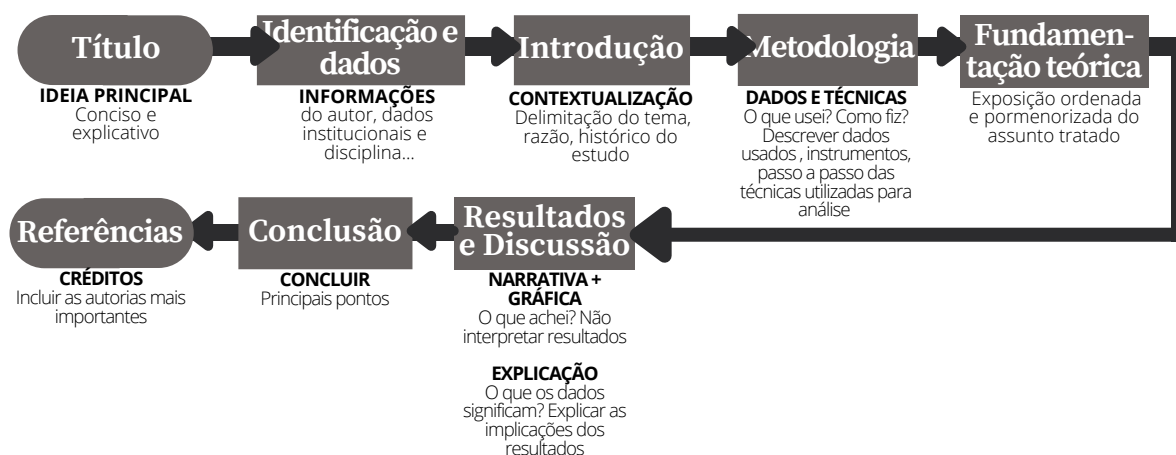 Título
IDEIA PRINCIPAL
Conciso e
explicativo
Identificação e
dados
INFORMAÇÕES
do autor, dados
institucionais e
disciplina...
Introdução
CONTEXTUALIZAÇÃO
Delimitação do tema,
razão, histórico do
estudo
Metodologia
DADOS E TÉCNICAS
O que usei? Como fiz?
Descrever dados
usados , instrumentos,
passo a passo das
técnicas utilizadas para
análise
Fundamen-
tação teórica
Exposição ordenada
e pormenorizada do
assunto tratado
Resultados
e Discussão
NARRATIVA +
GRÁFICA
O que achei? Não
interpretar resultados
EXPLICAÇÃO
O que os dados
significam? Explicar as
implicações dos
resultados
Conclusão
CONCLUIR
Principais pontos
Referências
CRÉDITOS
Incluir as autorias mais
importantes